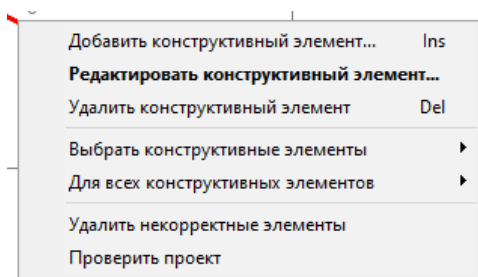 Добавить конструктивный элемент... Ins
Редактировать конструктивный элемент...
Удалить конструктивный элемент Del
Выбрать конструктивные элементы
Для всех конструктивных элементов
Удалить некорректные элементы
Проверить проект